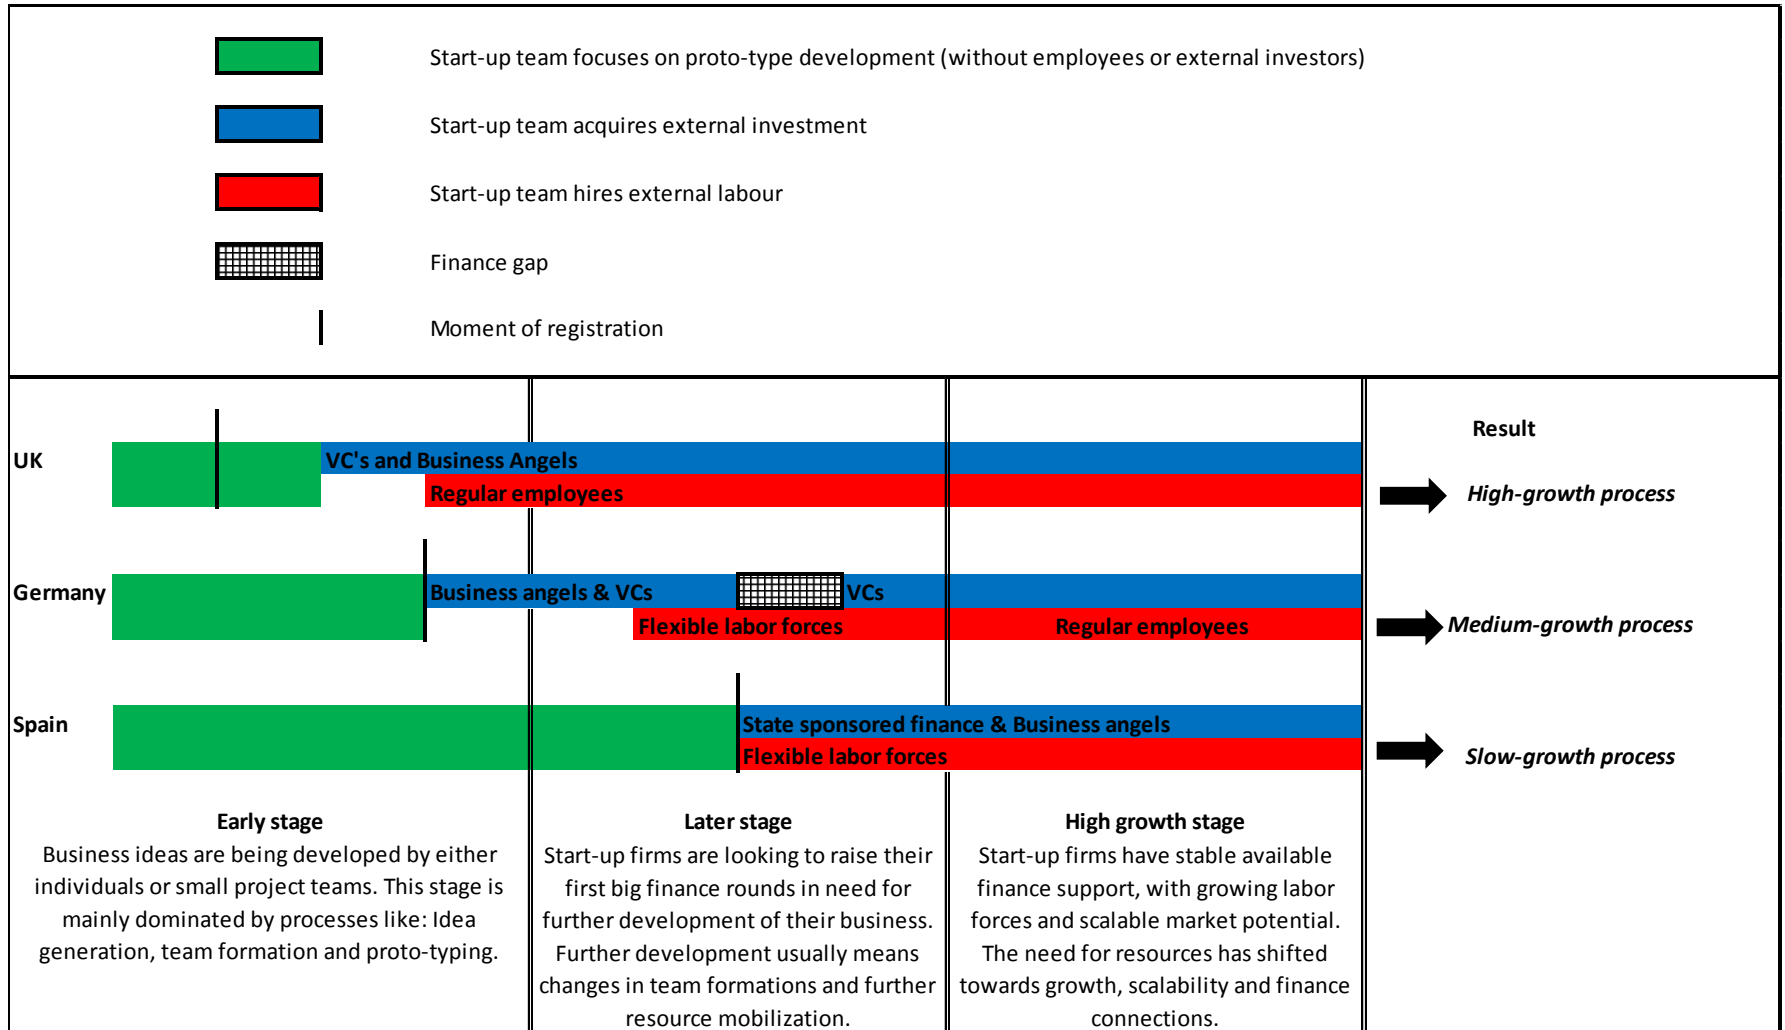 Start-up team focuses on proto-type development (without employees or external investors)
Start-up team acquires external investment
Start-up team hires external labour
Finance gap
Moment of registration
Result
UK
VC's and Business Angels
Regular employees
High-growth process
Germany
Business angels & VCs
VCs
Flexible labor forces
Regular employees
Medium-growth process
Spain
State sponsored finance & Business angels
Flexible labor forces
Slow-growth process
Early stage
Business ideas are being developed by either
individuals or small project teams. This stage is
mainly dominated by processes like: Idea
generation, team formation and proto-typing.
Later stage
Start-up firms are looking to raise their
first big finance rounds in need for
further development of their business.
Further development usually means
changes in team formations and further
resource mobilization.
High growth stage
Start-up firms have stable available
finance support, with growing labor
forces and scalable market potential.
The need for resources has shifted
towards growth, scalability and finance
connections.